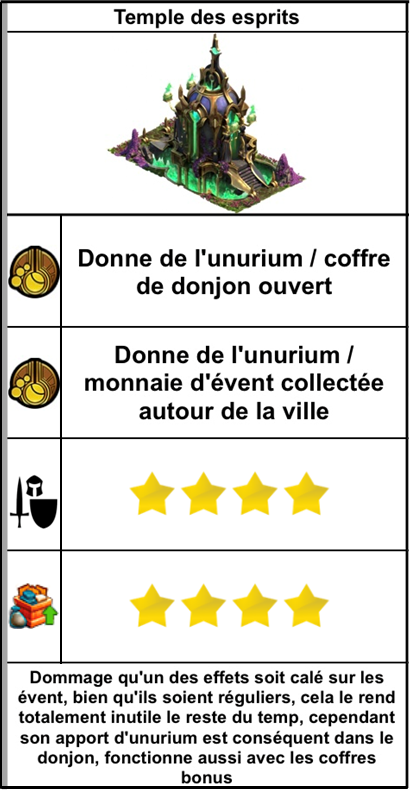 Temple des esprits
Donne de l'unurium / coffre
de donjon ouvert
Donne de l'unurium /
monnaie d'évent collectée
autour de la ville
Dommage qu'un des effets soit calé sur les
évent, bien qu'ils soient réguliers, cela le rend
totalement inutile le reste du temp, cependant
son apport d'unurium est conséquent dans le
donjon, fonctionne aussi avec les coffres
bonus